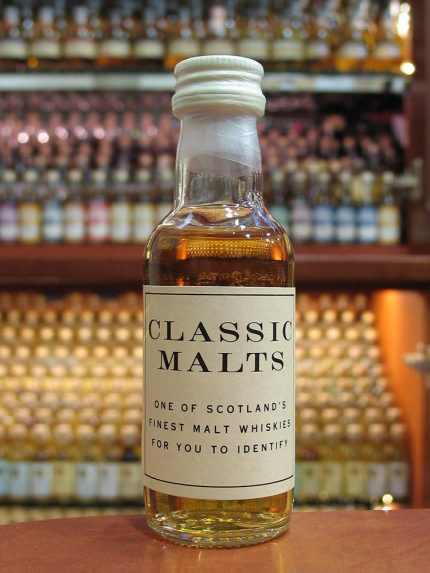 CLASSIC
MALTS
ONE OF SCOTLAND'S
FINEST MALT WHISKIES
FOR YOU TO IDENTIFY